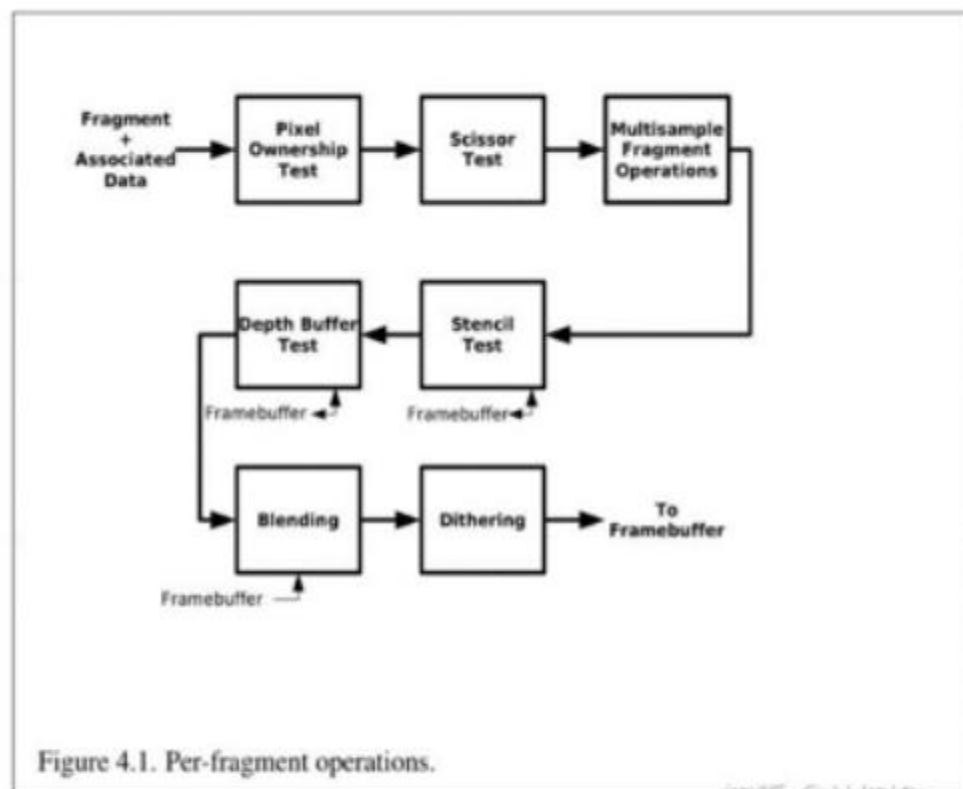 Fragment
+
Associated
Data
Pixel
Ownership
Test
Scissor
Test
Multisample
Fragment
Operations
Depth Buffer
Test
Stencil
Test
Framebuffer
Framebuffer
Blending
Dithering
To
Framebuffer
Framebuffer
Figure 4.1. Per-fragment operations.